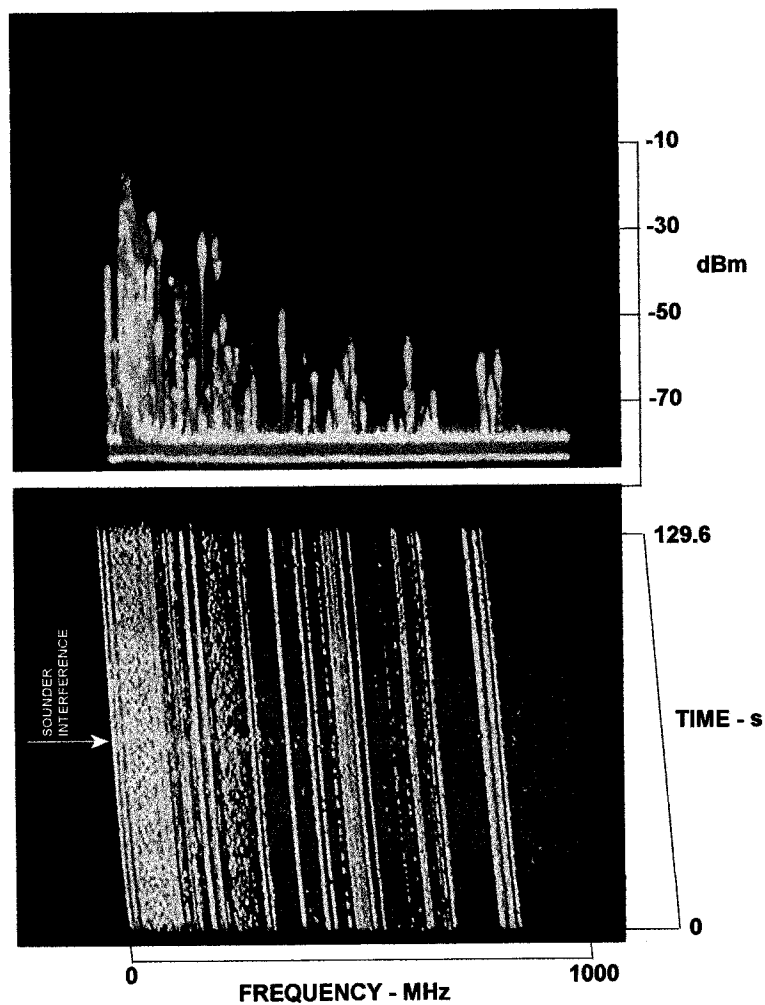 -10
-30
dBm
-50
-70
129.6
SOUNDER
INTERFERENCE
TIME - s
0
0
1000
FREQUENCY - MHz